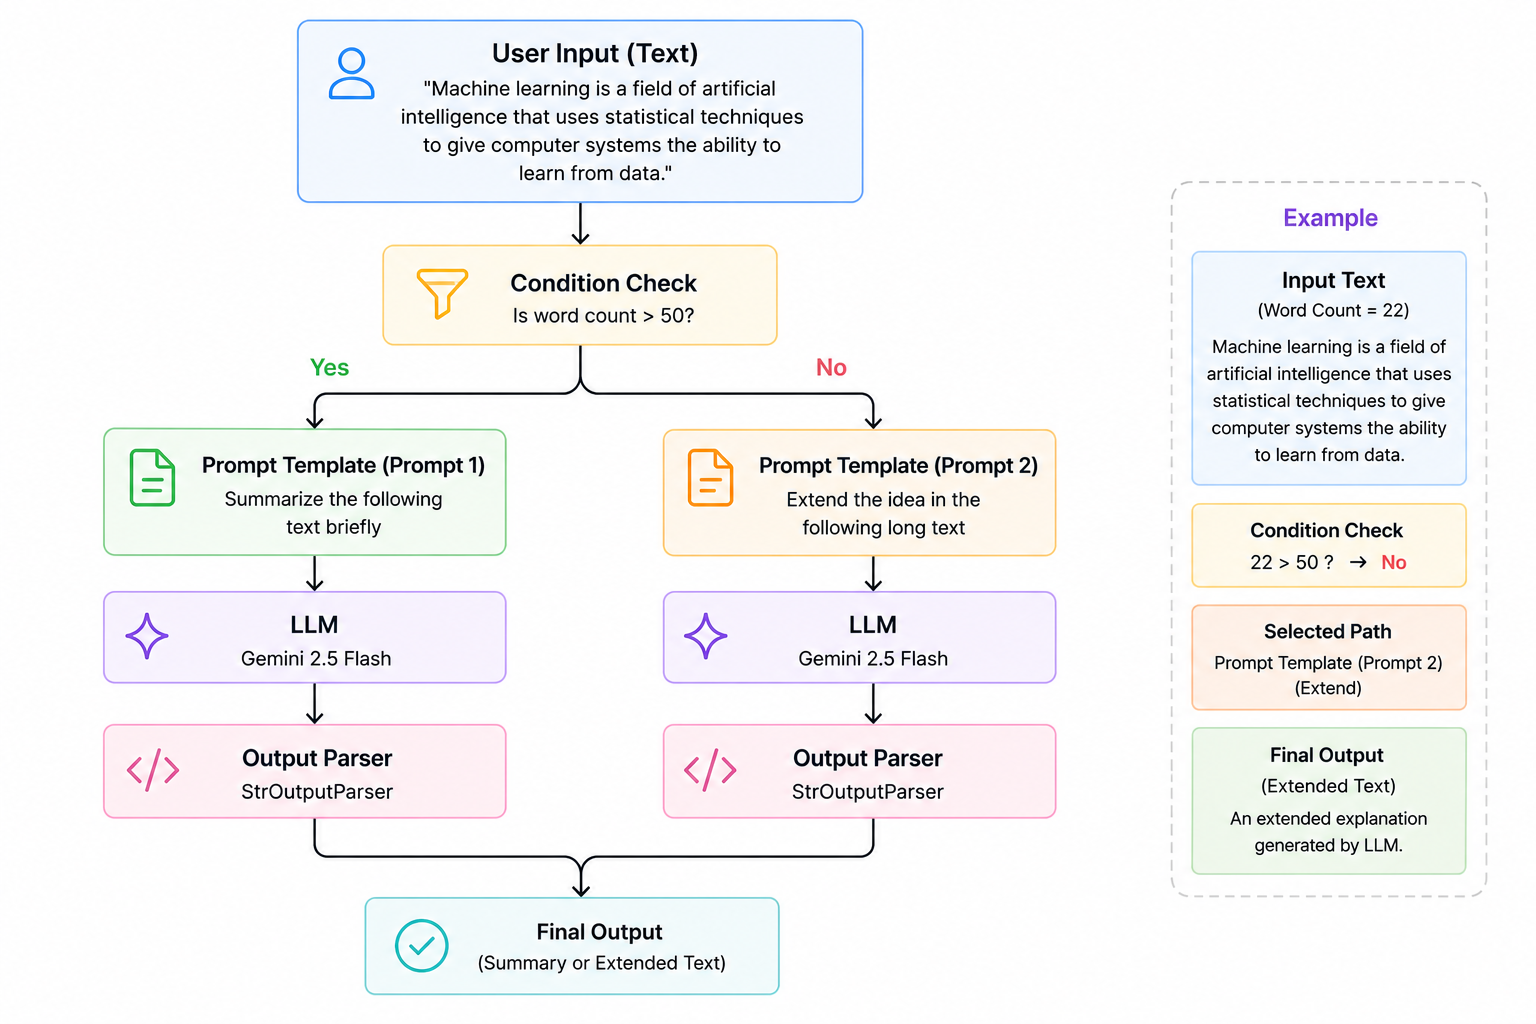 User Input (Text)
"Machine learning is a field of artificial
intelligence that uses statistical techniques
to give computer systems the ability to
learn from data."
Condition Check
Is word count > 50?
Yes
No
Prompt Template (Prompt 1)
Summarize the following
text briefly
Prompt Template (Prompt 2)
Extend the idea in the
following long text
LLM
Gemini 2.5 Flash
LLM
Gemini 2.5 Flash
Output Parser
StrOutputParser
Output Parser
StrOutputParser
Final Output
(Summary or Extended Text)
Example
Input Text
(Word Count = 22)
Machine learning is a field of
artificial intelligence that uses
statistical techniques to give
computer systems the ability
to learn from data.
Condition Check
22 > 50 ? → No
Selected Path
Prompt Template (Prompt 2)
(Extend)
Final Output
(Extended Text)
An extended explanation
generated by LLM.